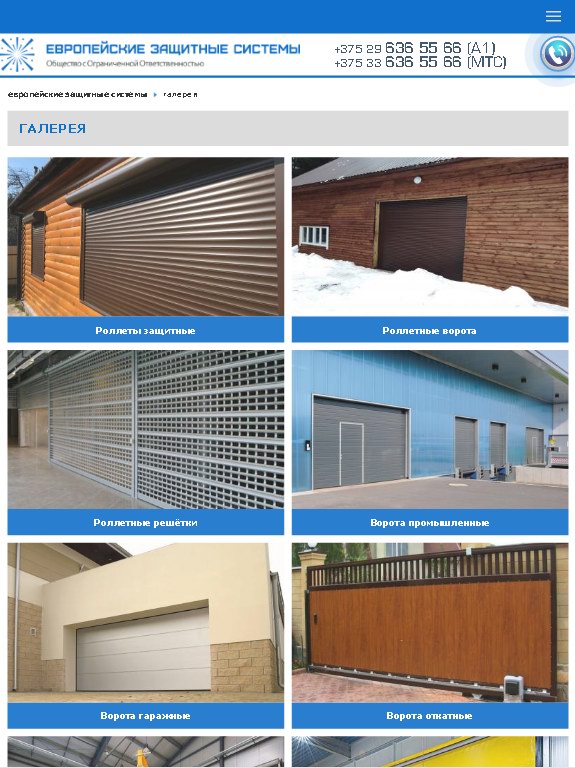 ЕВРОПЕЙСКИЕ ЗАЩИТНЫЕ СИСТЕМЫ
Общество с Ограниченной Ответственностью
+375 29 636 55 66 (A1)
+375 33 636 55 66 (МТС)
европейские защитные системы
галерея
ГАЛЕРЕЯ
Роллеты защитные
Роллетные ворота
Роллетные решётки
Ворота промышленные
Ворота гаражные
Ворота откатные